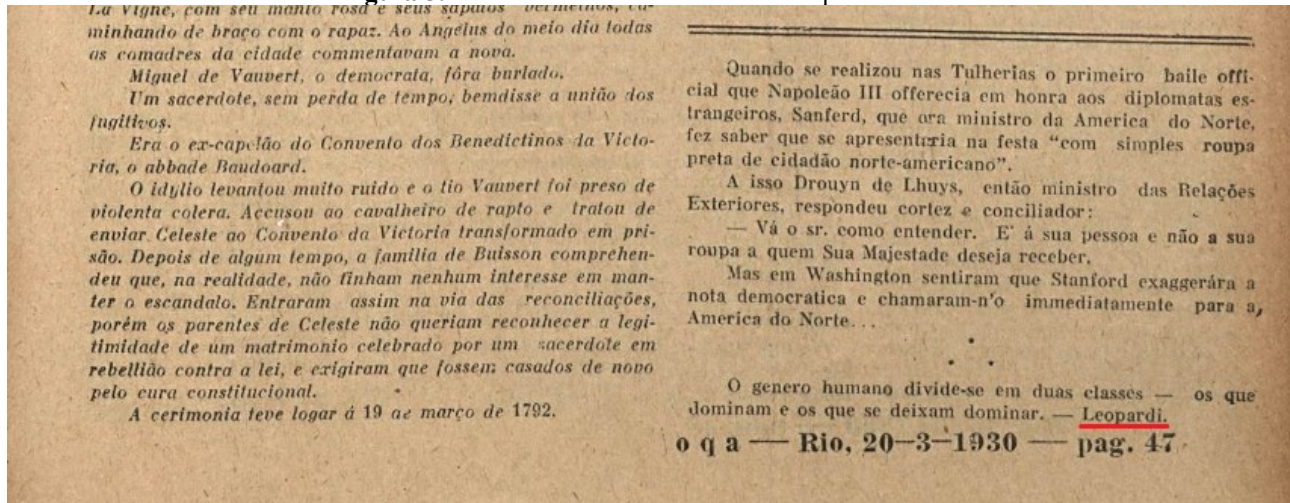 La Vigne, com seu manto rosa e seus sapatos vermelhos, ca-
minhando de braço com o rapaz. Ao Angelus do meio dia todas
as comadres da cidade commentavam a nova.
Miguel de Vauvert, o democrata, fôra burlado.
Um sacerdote, sem perda de tempo, bemdisse a união dos
fugitivos.
Era o ex-capelão do Convento dos Benedictinos da Victo-
ria, o abbade Baudoard.
O idylio levantou muito ruido e o tio Vauvert foi preso de
violenta colera. Accusou ao cavalheiro de rapto e tratou de
enviar Celeste ao Convento da Victoria transformado em pri-
são. Depois de algum tempo, a familia de Buisson comprehen-
deu que, na realidade, não tinham nenhum interesse em man-
ter o escandalo. Entraram assim na via das reconciliações,
porém os parentes de Celeste não queriam reconhecer a legi-
timidade de um matrimonio celebrado por um sacerdote em
rebellião contra a lei, e exigiram que fossem casados de novo
pelo cura constitucional.
A cerimonia teve logar á 19 de março de 1792.
Quando se realizou nas Tulherias o primeiro baile offi-
cial que Napoleão III offerecia em honra aos diplomatas es-
trangeiros, Sanferd, que ora ministro da America do Norte,
fez saber que se apresentaria na festa "com simples roupa
preta de cidadão norte-americano".
A isso Drouyn de Lhuys, então ministro das Relações
Exteriores, respondeu cortez e conciliador:
— Vá o sr. como entender. E' á sua pessoa e não a sua
roupa a quem Sua Majestade deseja receber.
Mas em Washington sentiram que Stanford exaggerára a
nota democratica e chamaram-n'o immediatamente para a,
America do Norte...
O genero humano divide-se em duas classes — os que
dominam e os que se deixam dominar. — Leopardi.
o q a — Rio, 20—3—1930 — pag. 47